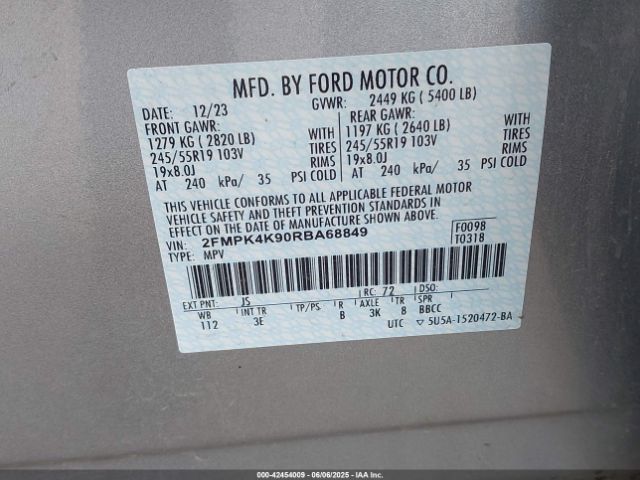 MFD. BY FORD MOTOR CO.
DATE: 12/23 GVWR: 2449 KG ( 5400 LB)
FRONT GAWR: REAR GAWR:
1279 KG ( 2820 LB) WITH 1197 KG ( 2640 LB) WITH
245/55R19 103V TIRES 245/55R19 103V TIRES
19x8.0J RIMS 19x8.0J RIMS
AT 240 kPa/ 35 PSI COLD AT 240 kPa/ 35 PSI COLD
THIS VEHICLE CONFORMS TO ALL APPLICABLE FEDERAL MOTOR
VEHICLE SAFETY AND THEFT PREVENTION STANDARDS IN
EFFECT ON THE DATE OF MANUFACTURE SHOWN ABOVE.
VIN: 2FMPK4K90RBA68849 F0098
TYPE: MPV T0318
EXT PNT: JS RC: 72 DSO:
WB INT TR TP/PS R AXLE TR SPR
112 3E B 3K 8 BBCC
UTC ▽ 5U5A-1520472-BA
000-42454009 - 06/06/2025 - IAA Inc.